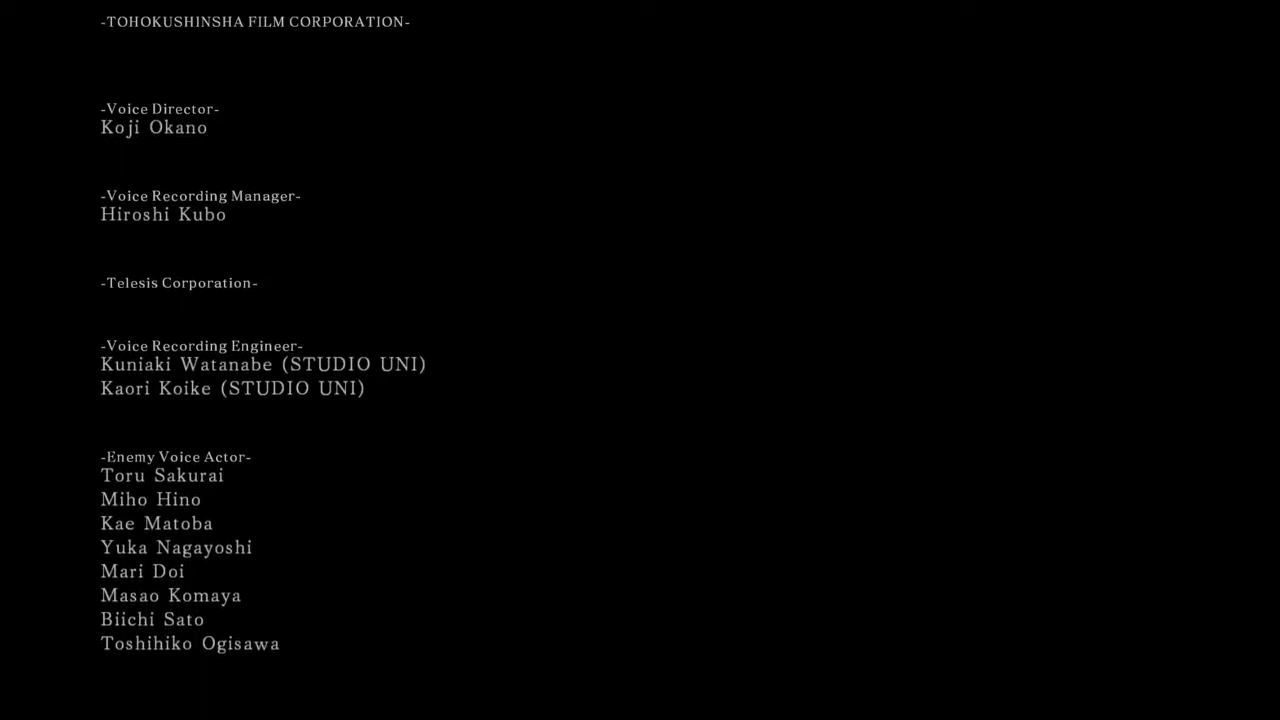 -TOHOKUSHINSHA FILM CORPORATION-
-Voice Director-
Koji Okano
-Voice Recording Manager-
Hiroshi Kubo
-Telesis Corporation-
-Voice Recording Engineer-
Kuniaki Watanabe (STUDIO UNI)
Kaori Koike (STUDIO UNI)
-Enemy Voice Actor-
Toru Sakurai
Miho Hino
Kae Matoba
Yuka Nagayoshi
Mari Doi
Masao Komaya
Biichi Sato
Toshihiko Ogisawa